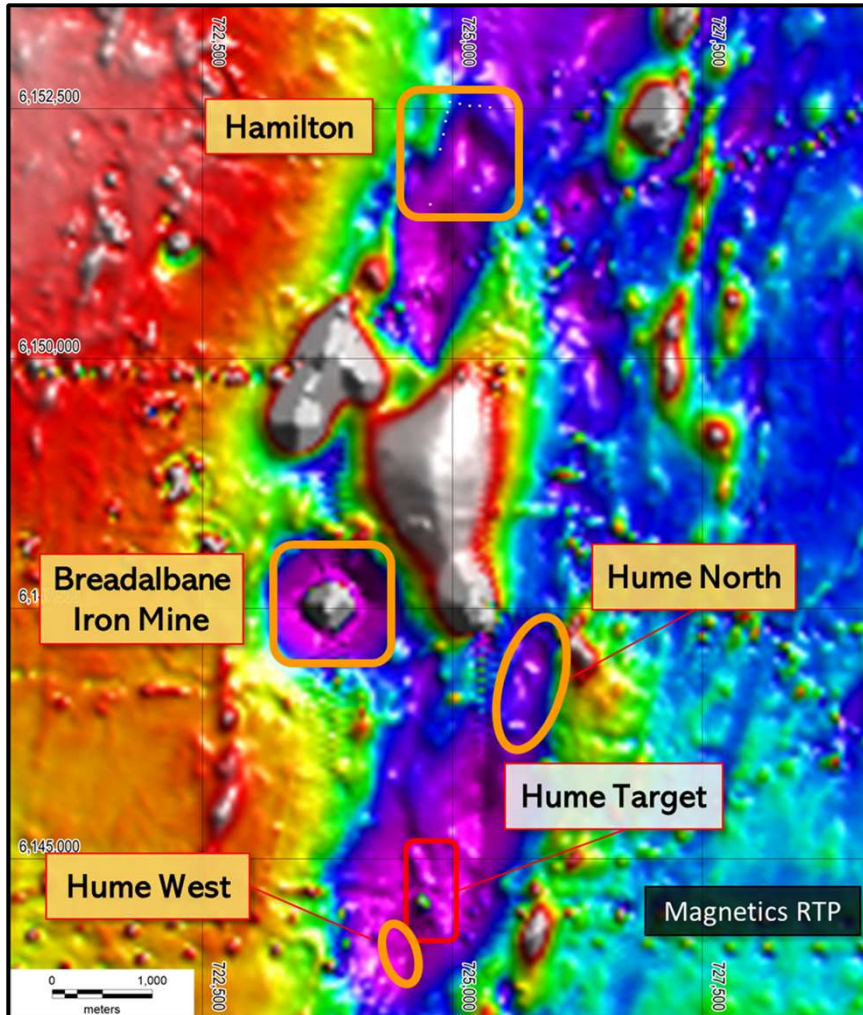 722,500
725,000
727,500
6,152,500
Hamilton
6,150,000
Breadalbane
Iron Mine
Hume North
Hume Target
6,145,000
Hume West
Magnetics RTP
0 1,000
meters
722,500
725,000
727,500